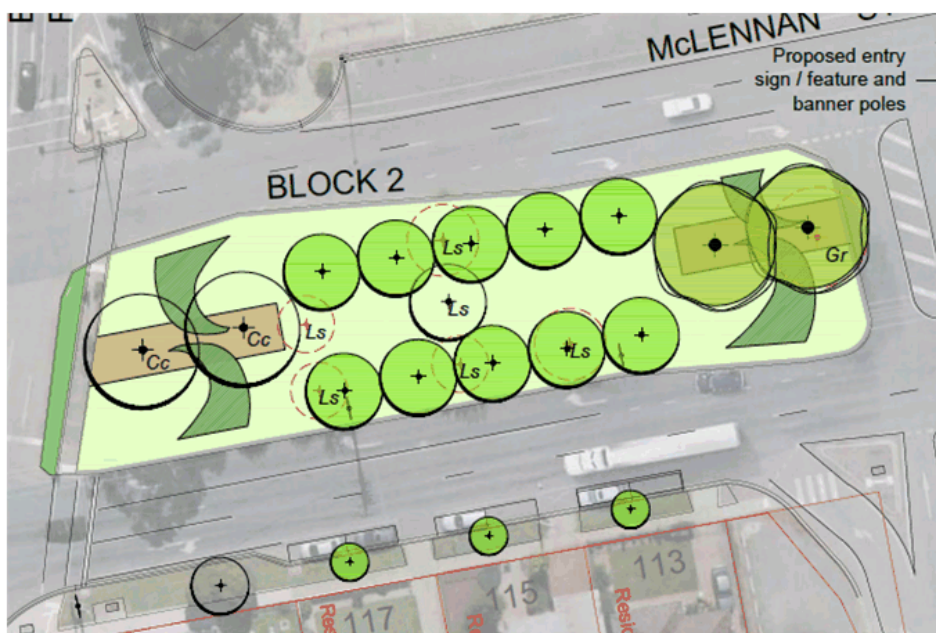 McLENNAN
Proposed entry
sign / feature and
banner poles
BLOCK 2
Ls
Gr
Ls
Ls
Cc
Cc
Ls
Ls
Ls
113
115
117